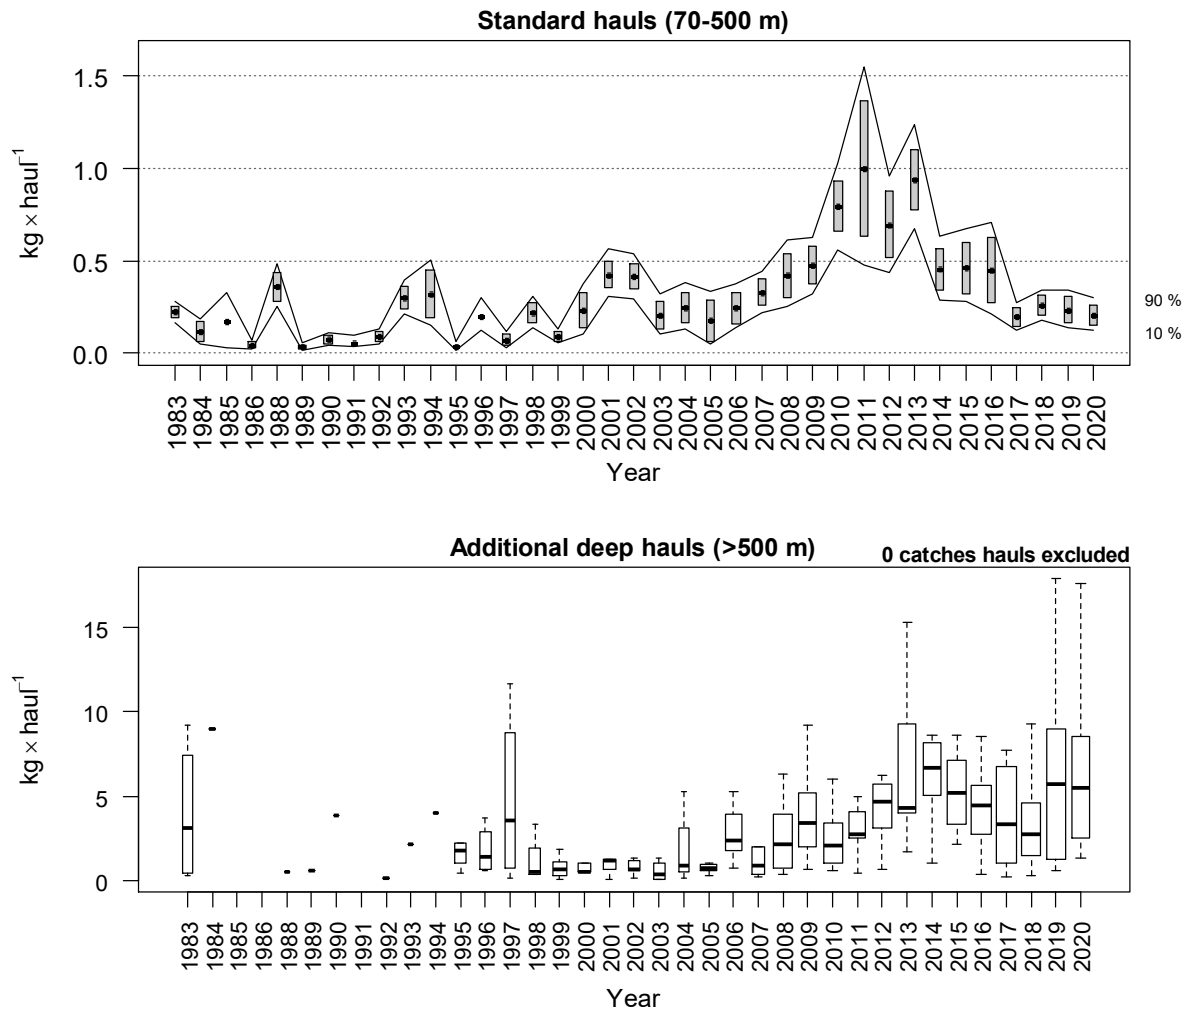 Standard hauls (70-500 m)
kg × haul⁻¹
1.5
1.0
0.5
0.0
90 %
10 %
1983 1984 1985 1986 1988 1989 1990 1991 1992 1993 1994 1995 1996 1997 1998 1999 2000 2001 2002 2003 2004 2005 2006 2007 2008 2009 2010 2011 2012 2013 2014 2015 2016 2017 2018 2019 2020
Year
Additional deep hauls (>500 m)
0 catches hauls excluded
kg × haul⁻¹
15
10
5
0
1983 1984 1985 1986 1988 1989 1990 1991 1992 1993 1994 1995 1996 1997 1998 1999 2000 2001 2002 2003 2004 2005 2006 2007 2008 2009 2010 2011 2012 2013 2014 2015 2016 2017 2018 2019 2020
Year